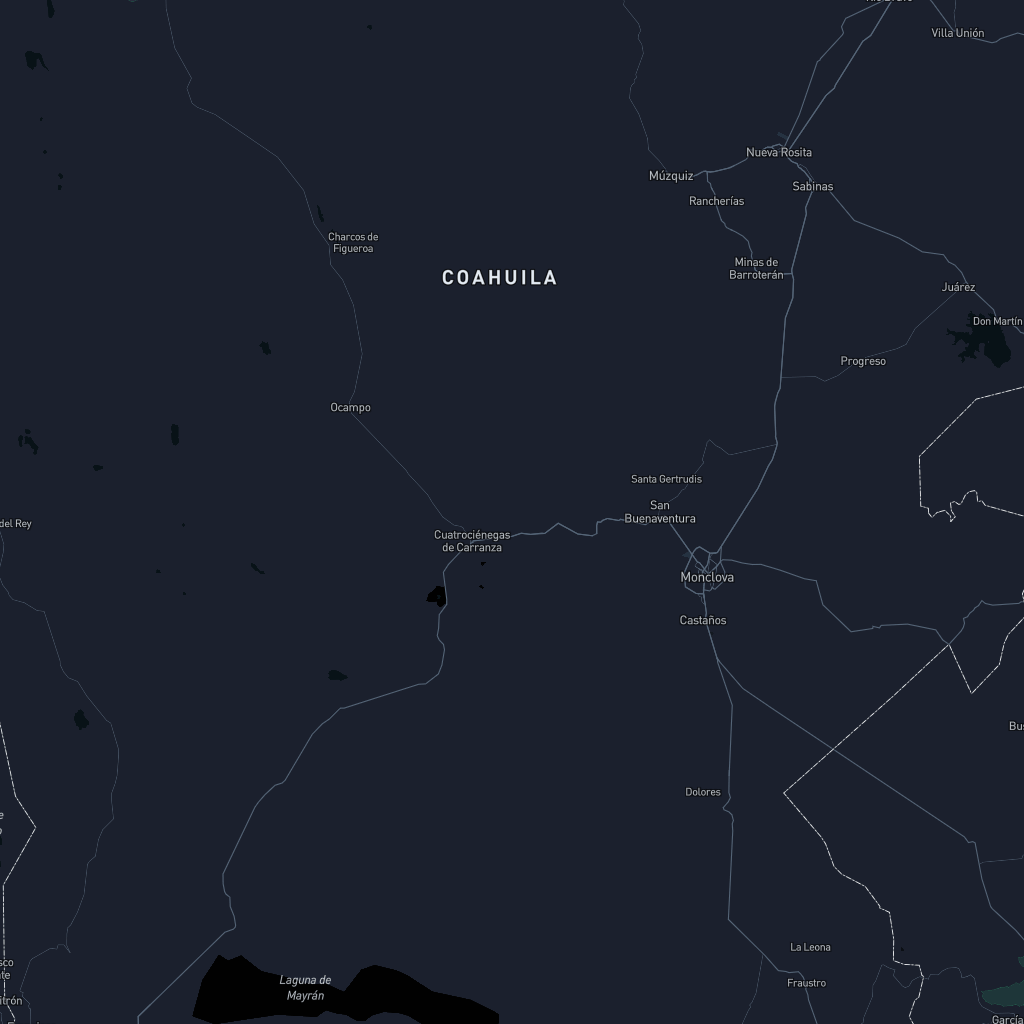 Villa Unión
Nueva Rosita
Múzquiz
Sabinas
Rancherías
Charcos de
Figueroa
Minas de
Barroterán
COAHUILA
Juárez
Don Martín
Progreso
Ocampo
Santa Gertrudis
San
Buenaventura
del Rey
Cuatrociénegas
de Carranza
Monclova
Castaños
Dolores
La Leona
Laguna de
Mayrán
Fraustro
García